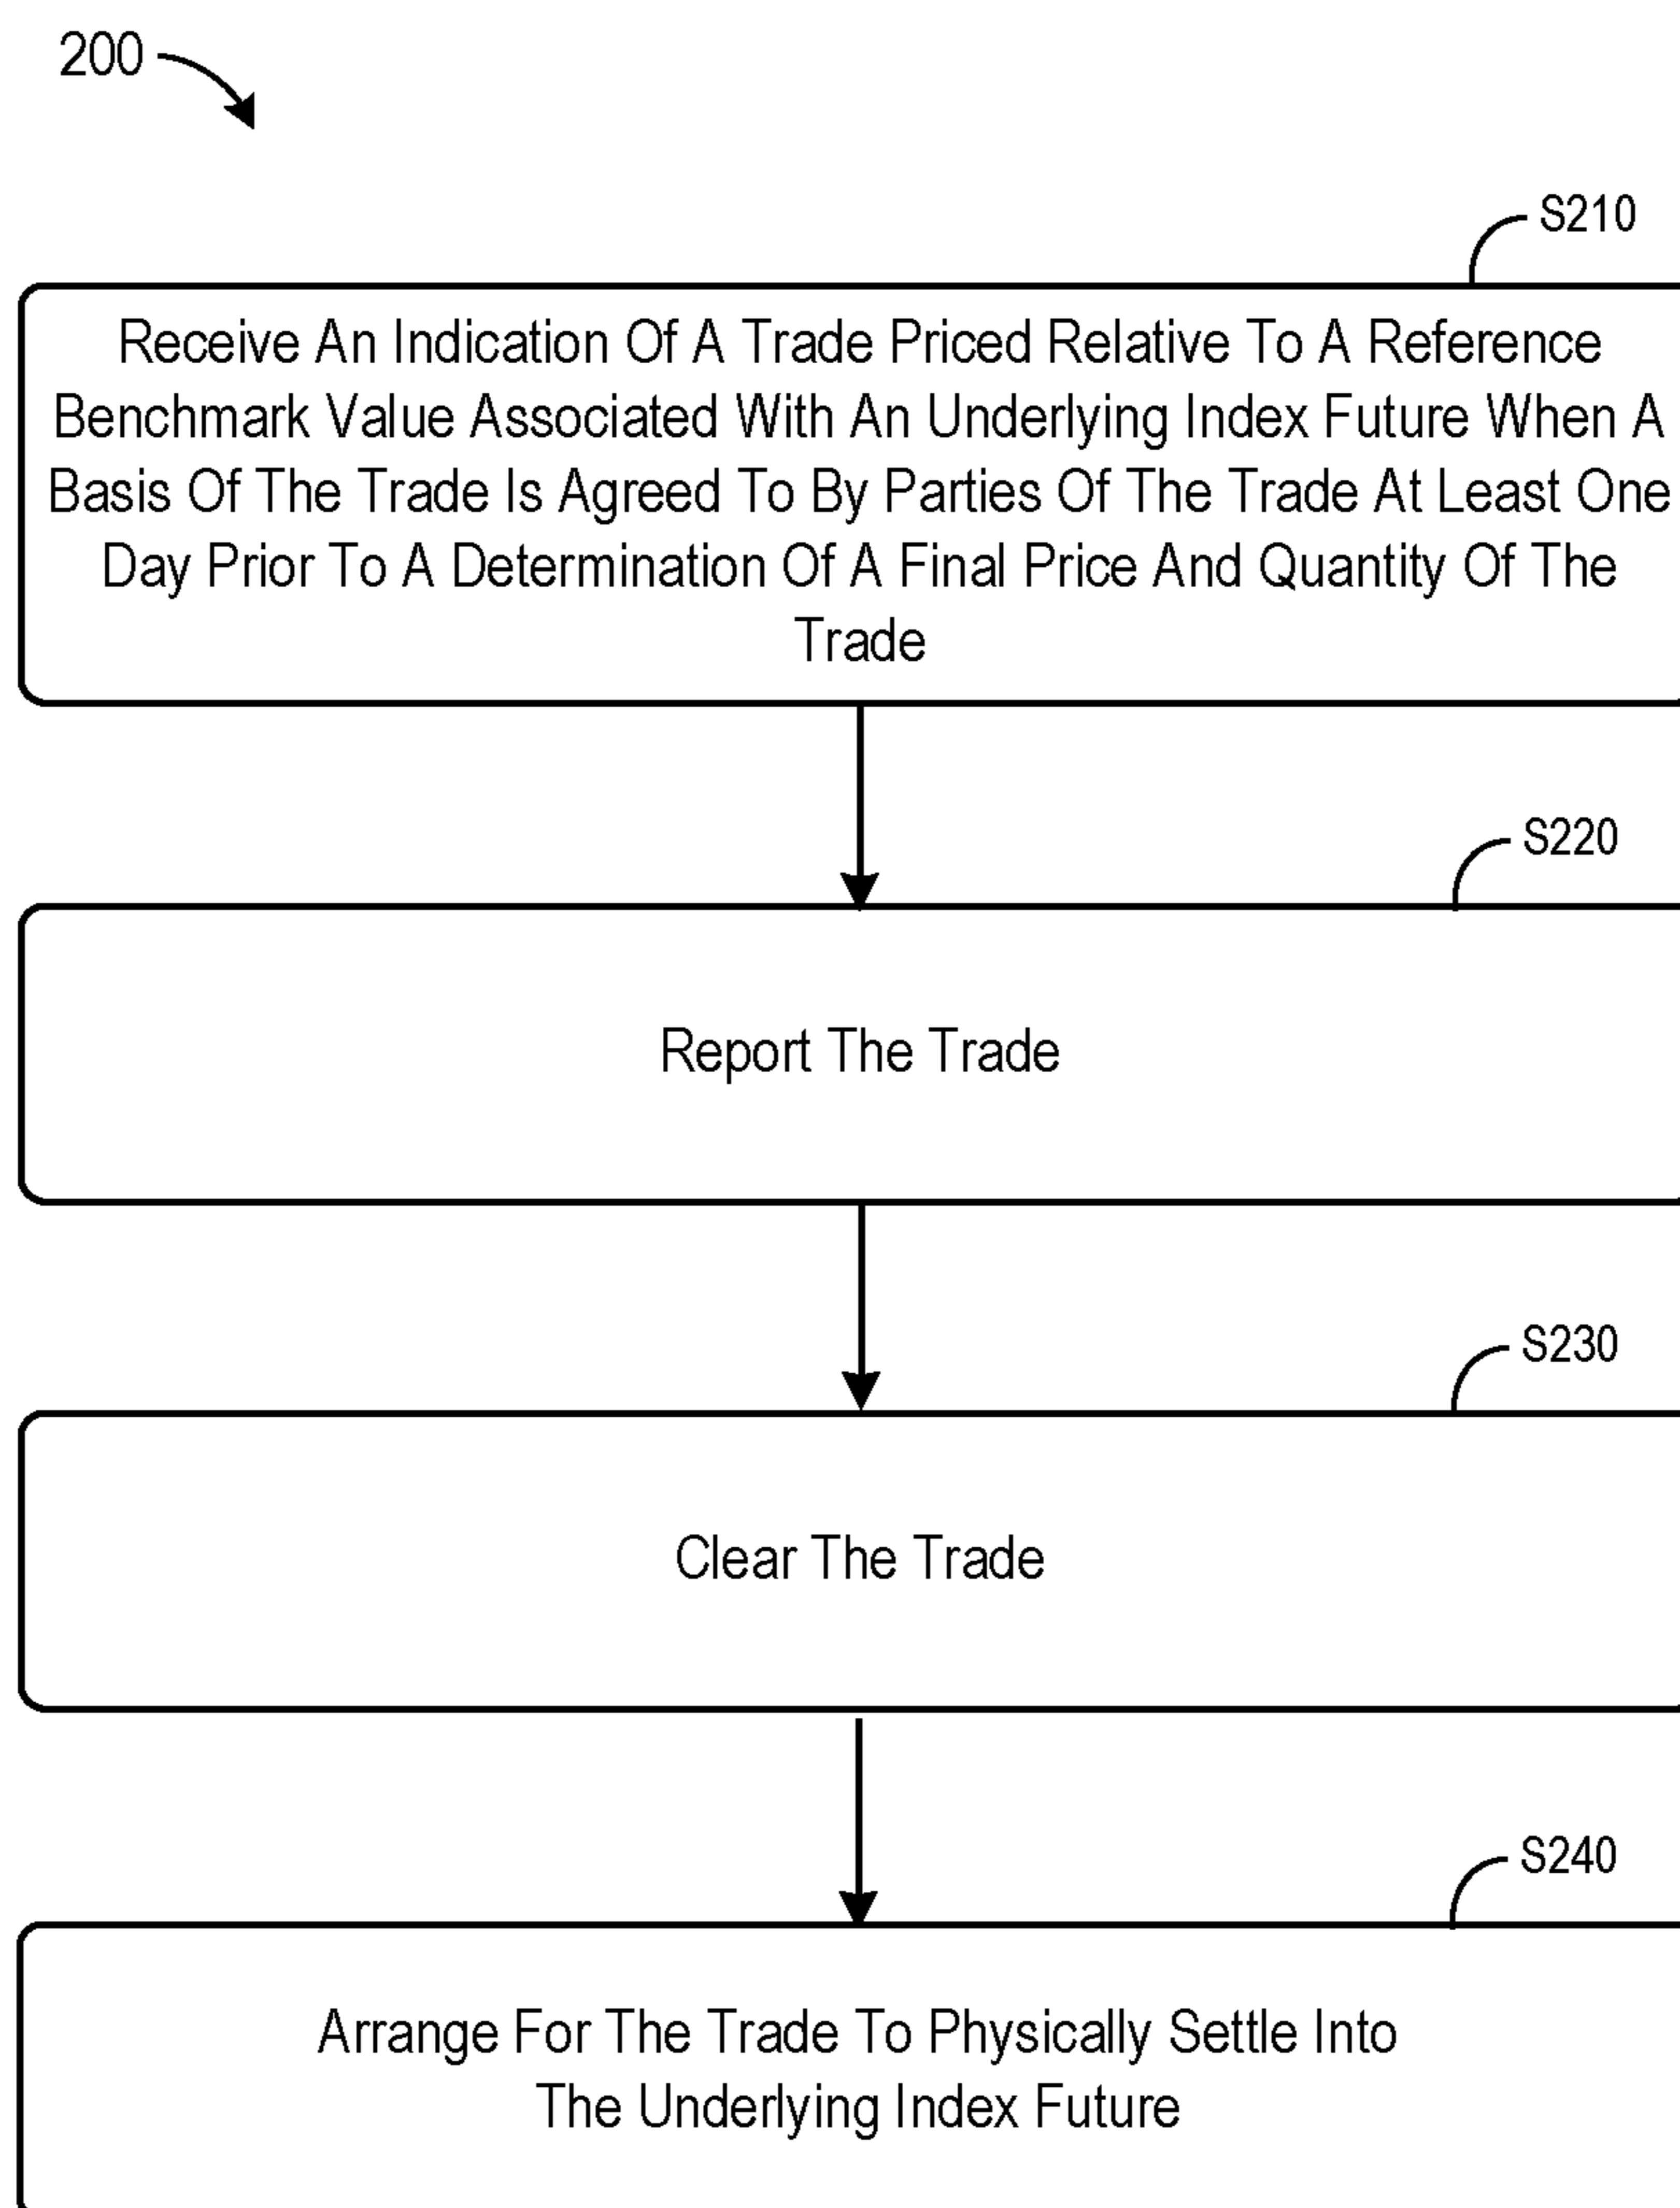 200
S210
Receive An Indication Of A Trade Priced Relative To A Reference
Benchmark Value Associated With An Underlying Index Future When A
Basis Of The Trade Is Agreed To By Parties Of The Trade At Least One
Day Prior To A Determination Of A Final Price And Quantity Of The
Trade
S220
Report The Trade
S230
Clear The Trade
S240
Arrange For The Trade To Physically Settle Into
The Underlying Index Future